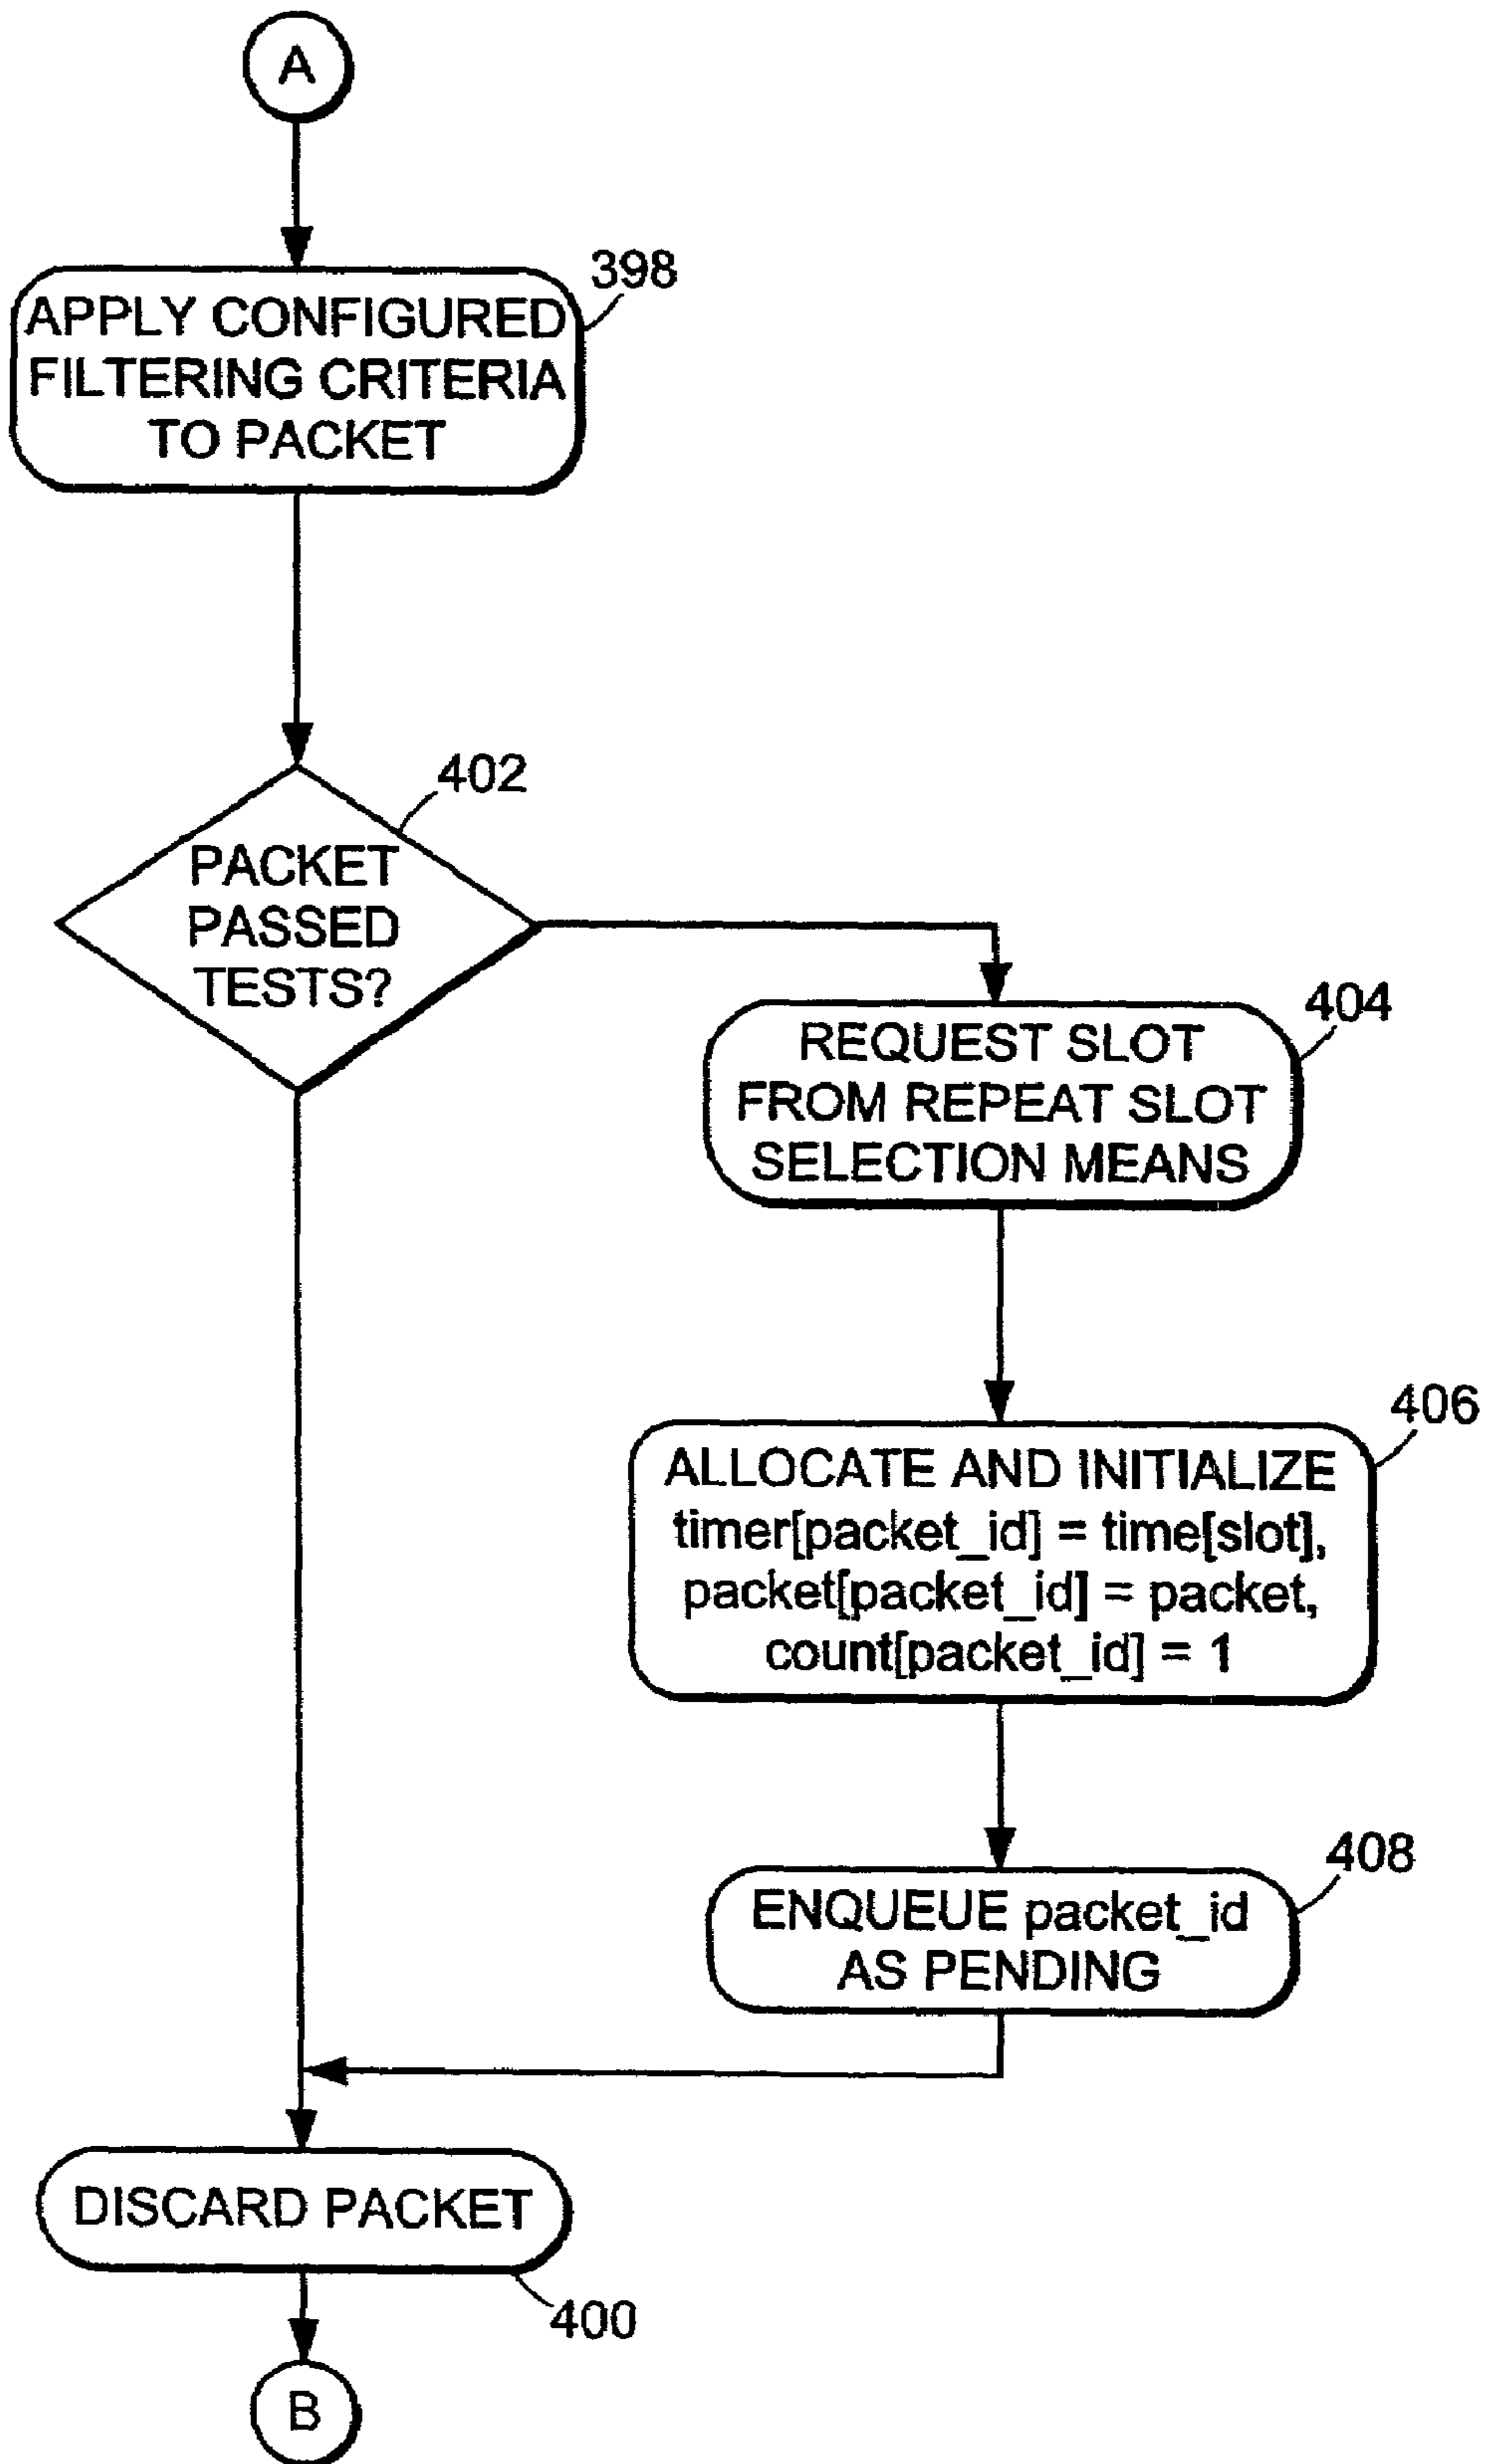 A
398
APPLY CONFIGURED
FILTERING CRITERIA
TO PACKET
402
PACKET
PASSED
TESTS?
404
REQUEST SLOT
FROM REPEAT SLOT
SELECTION MEANS
406
ALLOCATE AND INITIALIZE
timer[packet_id] = time[slot],
packet[packet_id] = packet,
count[packet_id] = 1
408
ENQUEUE packet_id
AS PENDING
DISCARD PACKET
400
B